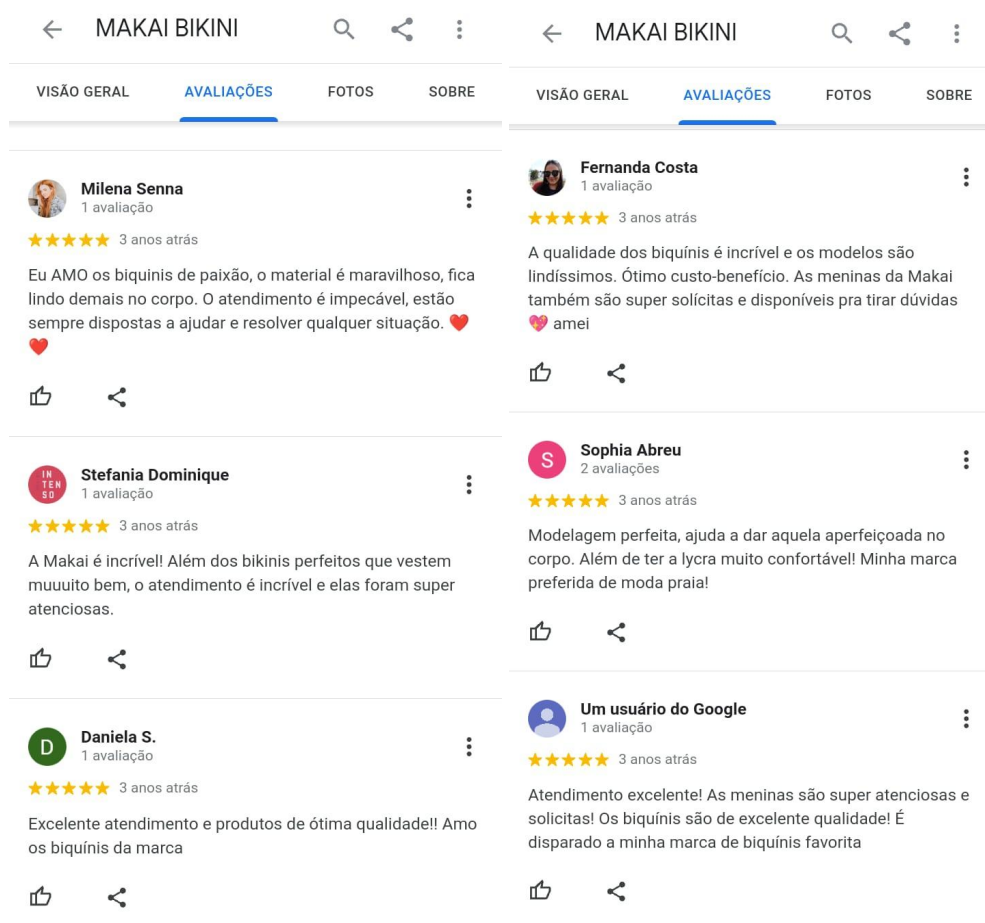 MAKAI BIKINI
VISÃO GERAL
AVALIAÇÕES
FOTOS
SOBRE
Milena Senna
1 avaliação
3 anos atrás
Eu AMO os biquinis de paixão, o material é maravilhoso, fica
lindo demais no corpo. O atendimento é impecável, estão
sempre dispostas a ajudar e resolver qualquer situação. ❤️
❤️
IN
TEN
SO
Stefania Dominique
1 avaliação
3 anos atrás
A Makai é incrível! Além dos bikinis perfeitos que vestem
muuuito bem, o atendimento é incrível e elas foram super
atenciosas.
D
Daniela S.
1 avaliação
3 anos atrás
Excelente atendimento e produtos de ótima qualidade!! Amo
os biquínis da marca
MAKAI BIKINI
VISÃO GERAL
AVALIAÇÕES
FOTOS
SOBRE
Fernanda Costa
1 avaliação
3 anos atrás
A qualidade dos biquínis é incrível e os modelos são
lindíssimos. Ótimo custo-benefício. As meninas da Makai
também são super solícitas e disponíveis pra tirar dúvidas
💖 amei
S
Sophia Abreu
2 avaliações
3 anos atrás
Modelagem perfeita, ajuda a dar aquela aperfeiçoada no
corpo. Além de ter a lycra muito confortável! Minha marca
preferida de moda praia!
Um usuário do Google
1 avaliação
3 anos atrás
Atendimento excelente! As meninas são super atenciosas e
solicitas! Os biquínis são de excelente qualidade! É
disparado a minha marca de biquínis favorita